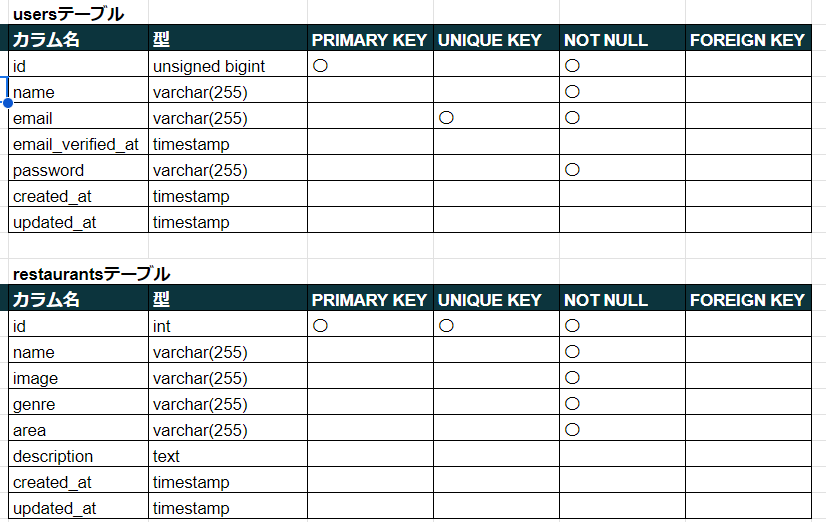 usersテーブル
カラム名 型 PRIMARY KEY UNIQUE KEY NOT NULL FOREIGN KEY
id unsigned bigint 〇 〇
name varchar(255) 〇
email varchar(255) 〇 〇
email_verified_at timestamp
password varchar(255) 〇
created_at timestamp
updated_at timestamp
restaurantsテーブル
カラム名 型 PRIMARY KEY UNIQUE KEY NOT NULL FOREIGN KEY
id int 〇 〇 〇
name varchar(255) 〇
image varchar(255) 〇
genre varchar(255) 〇
area varchar(255) 〇
description text
created_at timestamp
updated_at timestamp